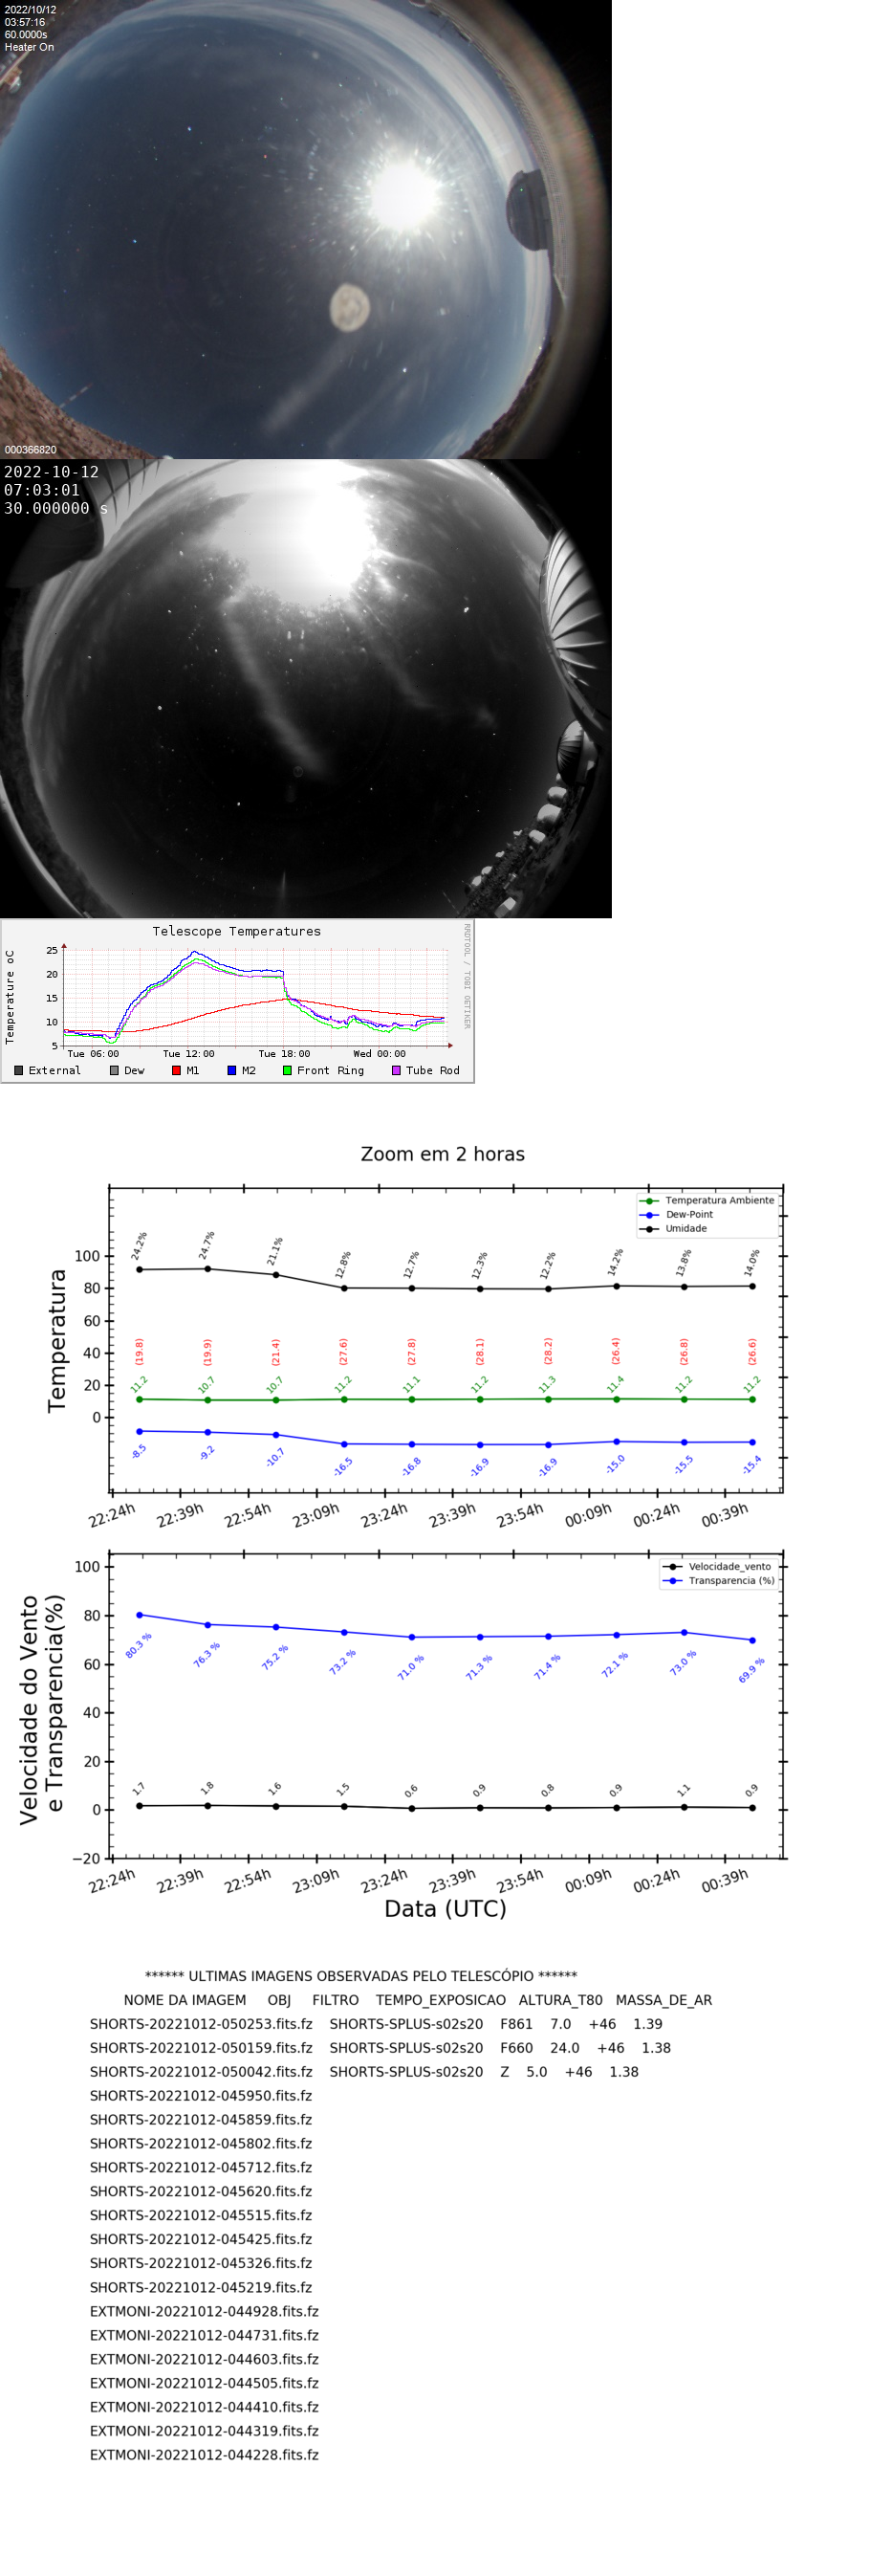 2022/10/12
03:57:16
60.0000s
Heater On
000366820
2022-10-12
07:03:01
30.000000 s
Telescope Temperatures
RRDTOOL / TOBI OETIKER
Temperature oC
25
20
15
10
5
Tue 06:00 Tue 12:00 Tue 18:00 Wed 00:00
External Dew M1 M2 Front Ring Tube Rod
Zoom em 2 horas
Temperatura Ambiente
Dew-Point
Umidade
Temperatura
100
80
60
40
20
0
24.2% 24.7% 21.1% 12.8% 12.7% 12.3% 12.2% 14.2% 13.8% 14.0%
(19.8) (19.9) (21.4) (27.6) (27.8) (28.1) (28.2) (26.4) (26.8) (26.6)
11.2 10.7 10.7 11.2 11.1 11.2 11.3 11.4 11.2 11.2
-8.5 -9.2 -10.7 -16.5 -16.8 -16.9 -16.9 -15.0 -15.5 -15.4
22:24h 22:39h 22:54h 23:09h 23:24h 23:39h 23:54h 00:09h 00:24h 00:39h
Velocidade_vento
Transparencia (%)
Velocidade do Vento
e Transparencia(%)
100
80
60
40
20
0
−20
80.3 % 76.3 % 75.2 % 73.2 % 71.0 % 71.3 % 71.4 % 72.1 % 73.0 % 69.9 %
1.7 1.8 1.6 1.5 0.6 0.9 0.8 0.9 1.1 0.9
22:24h 22:39h 22:54h 23:09h 23:24h 23:39h 23:54h 00:09h 00:24h 00:39h
Data (UTC)
****** ULTIMAS IMAGENS OBSERVADAS PELO TELESCÓPIO ******
NOME DA IMAGEM OBJ FILTRO TEMPO_EXPOSICAO ALTURA_T80 MASSA_DE_AR
SHORTS-20221012-050253.fits.fz SHORTS-SPLUS-s02s20 F861 7.0 +46 1.39
SHORTS-20221012-050159.fits.fz SHORTS-SPLUS-s02s20 F660 24.0 +46 1.38
SHORTS-20221012-050042.fits.fz SHORTS-SPLUS-s02s20 Z 5.0 +46 1.38
SHORTS-20221012-045950.fits.fz
SHORTS-20221012-045859.fits.fz
SHORTS-20221012-045802.fits.fz
SHORTS-20221012-045712.fits.fz
SHORTS-20221012-045620.fits.fz
SHORTS-20221012-045515.fits.fz
SHORTS-20221012-045425.fits.fz
SHORTS-20221012-045326.fits.fz
SHORTS-20221012-045219.fits.fz
EXTMONI-20221012-044928.fits.fz
EXTMONI-20221012-044731.fits.fz
EXTMONI-20221012-044603.fits.fz
EXTMONI-20221012-044505.fits.fz
EXTMONI-20221012-044410.fits.fz
EXTMONI-20221012-044319.fits.fz
EXTMONI-20221012-044228.fits.fz